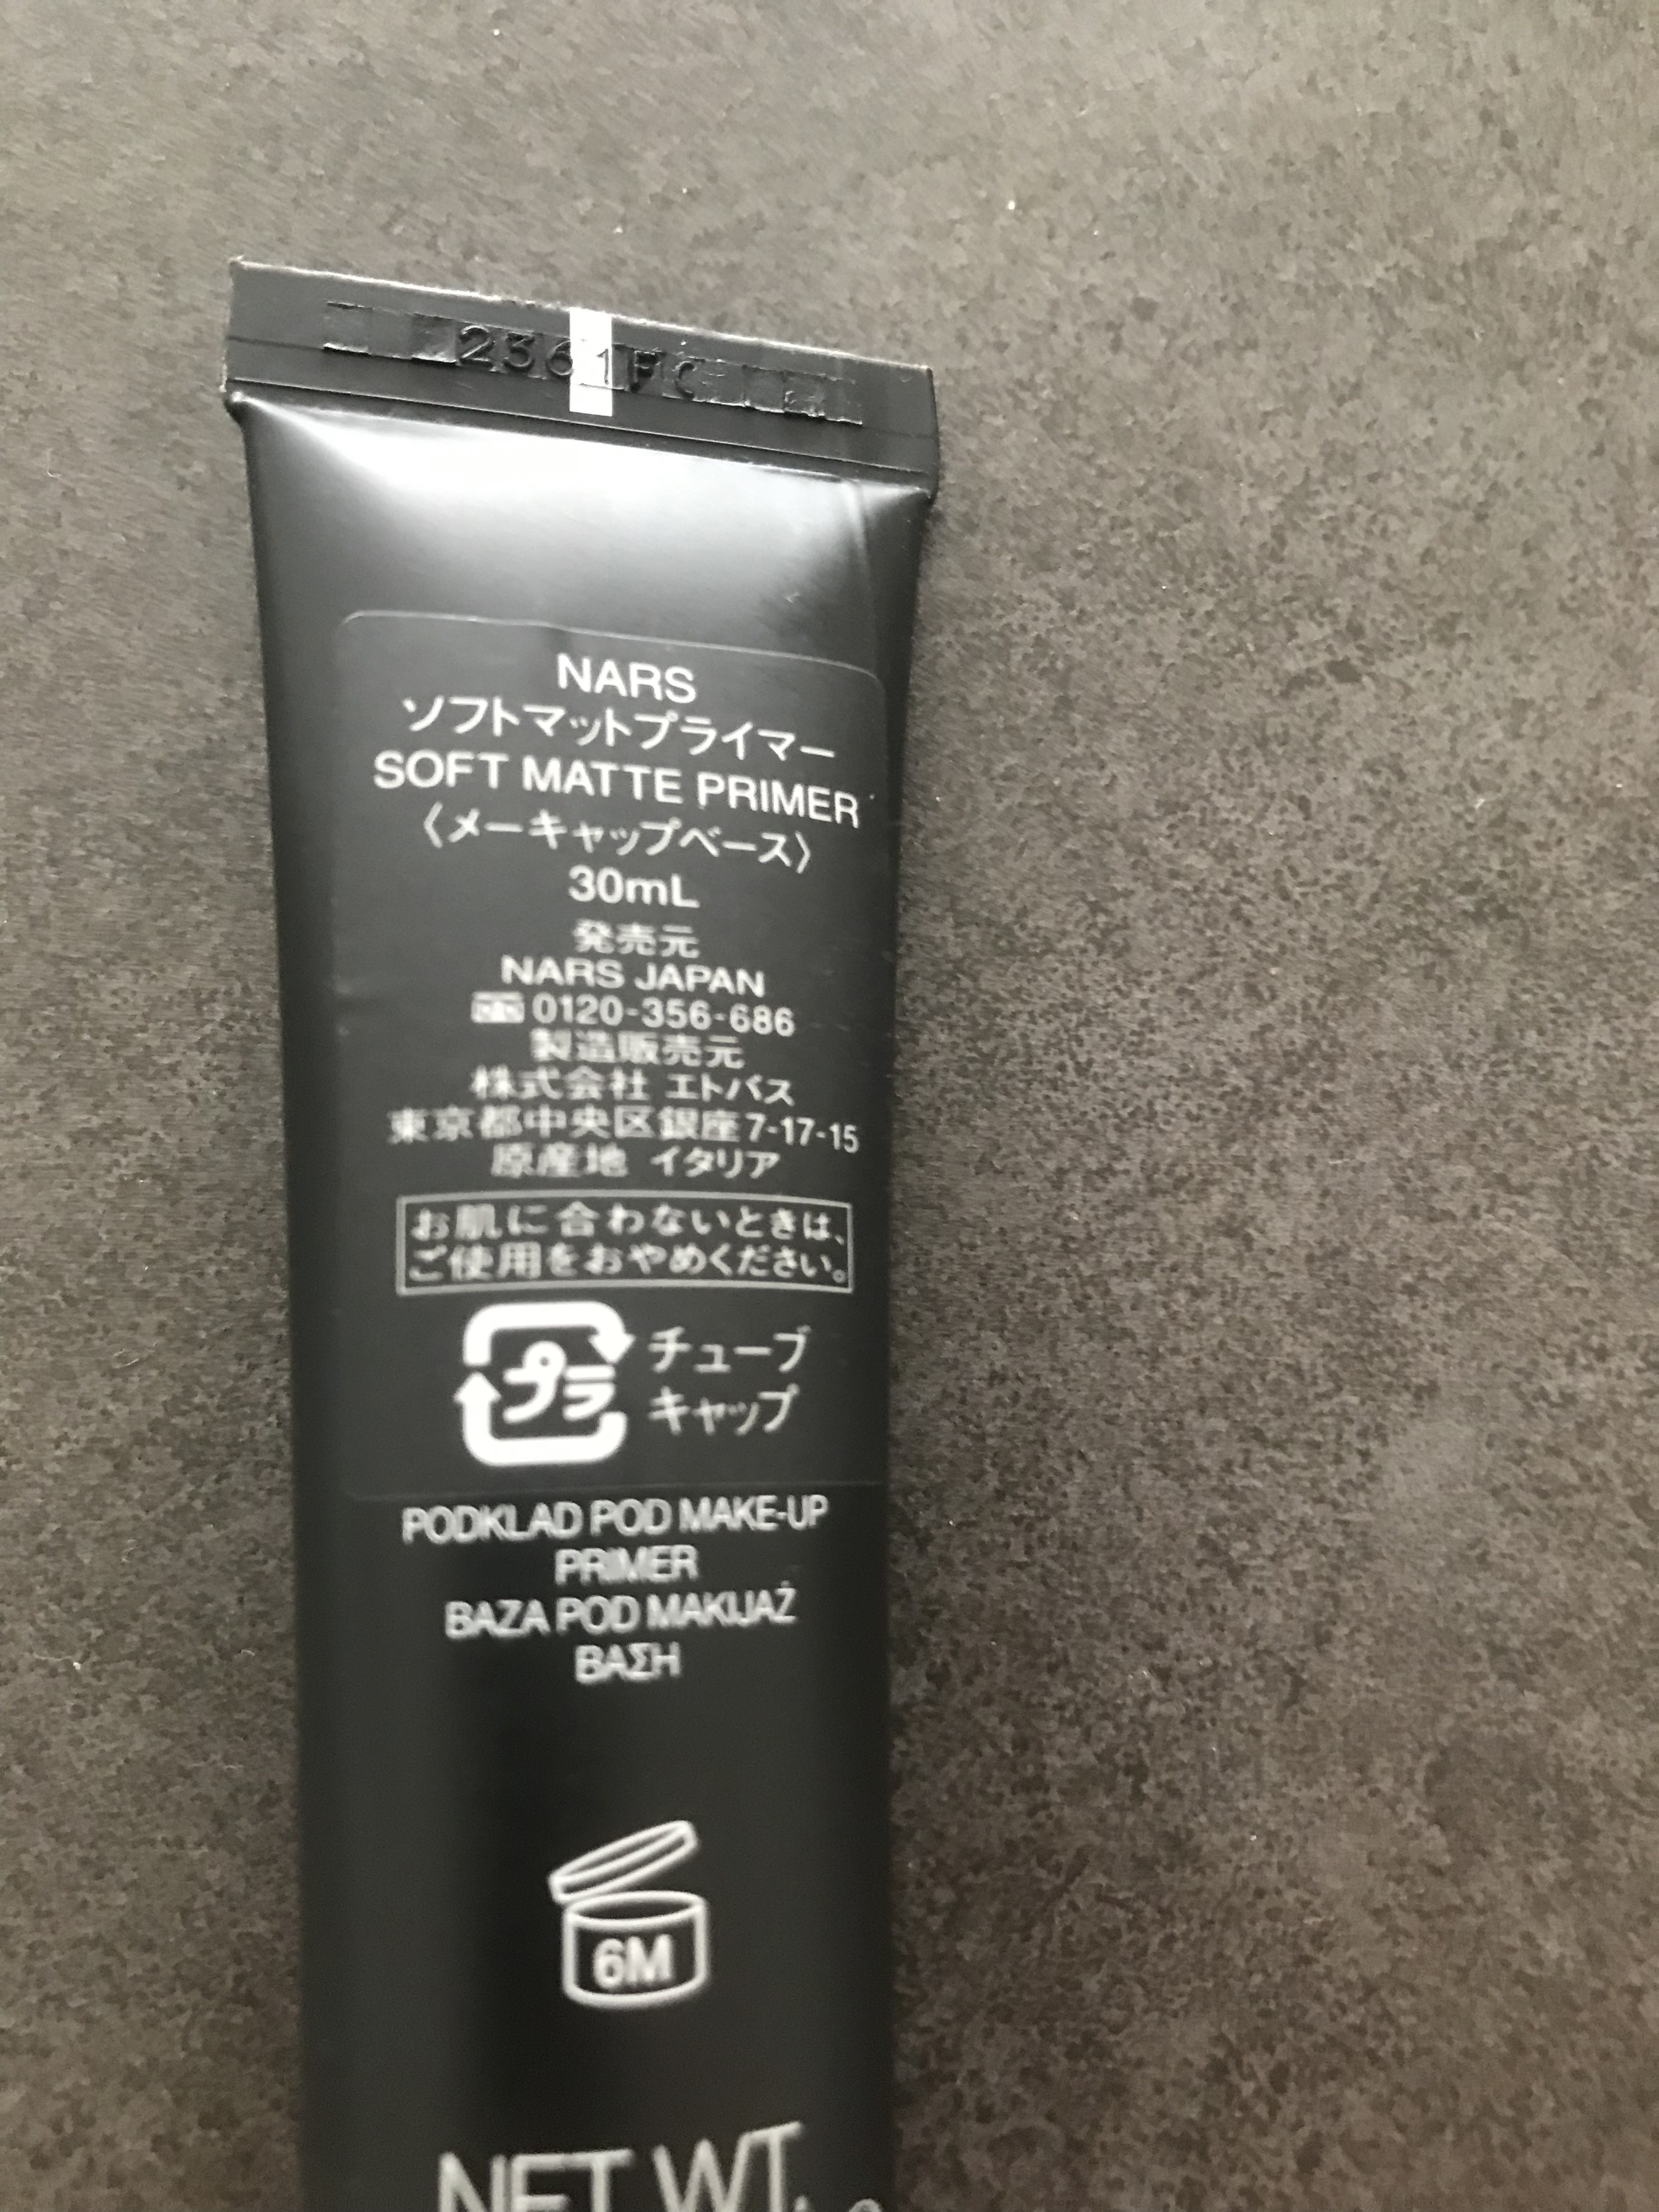 2361FC
NARS
ソフトマットプライマー
SOFT MATTE PRIMER
〈メーキャップベース〉
30mL
発売元
NARS JAPAN
0120-356-686
製造販売元
株式会社 エトバス
東京都中央区銀座7-17-15
原産地 イタリア
お肌に合わないときは、
ご使用をおやめください。
プラ
チューブ
キャップ
PODKLAD POD MAKE-UP
PRIMER
BAZA POD MAKIJAŻ
ΒΑΣΗ
6M
NET WT.